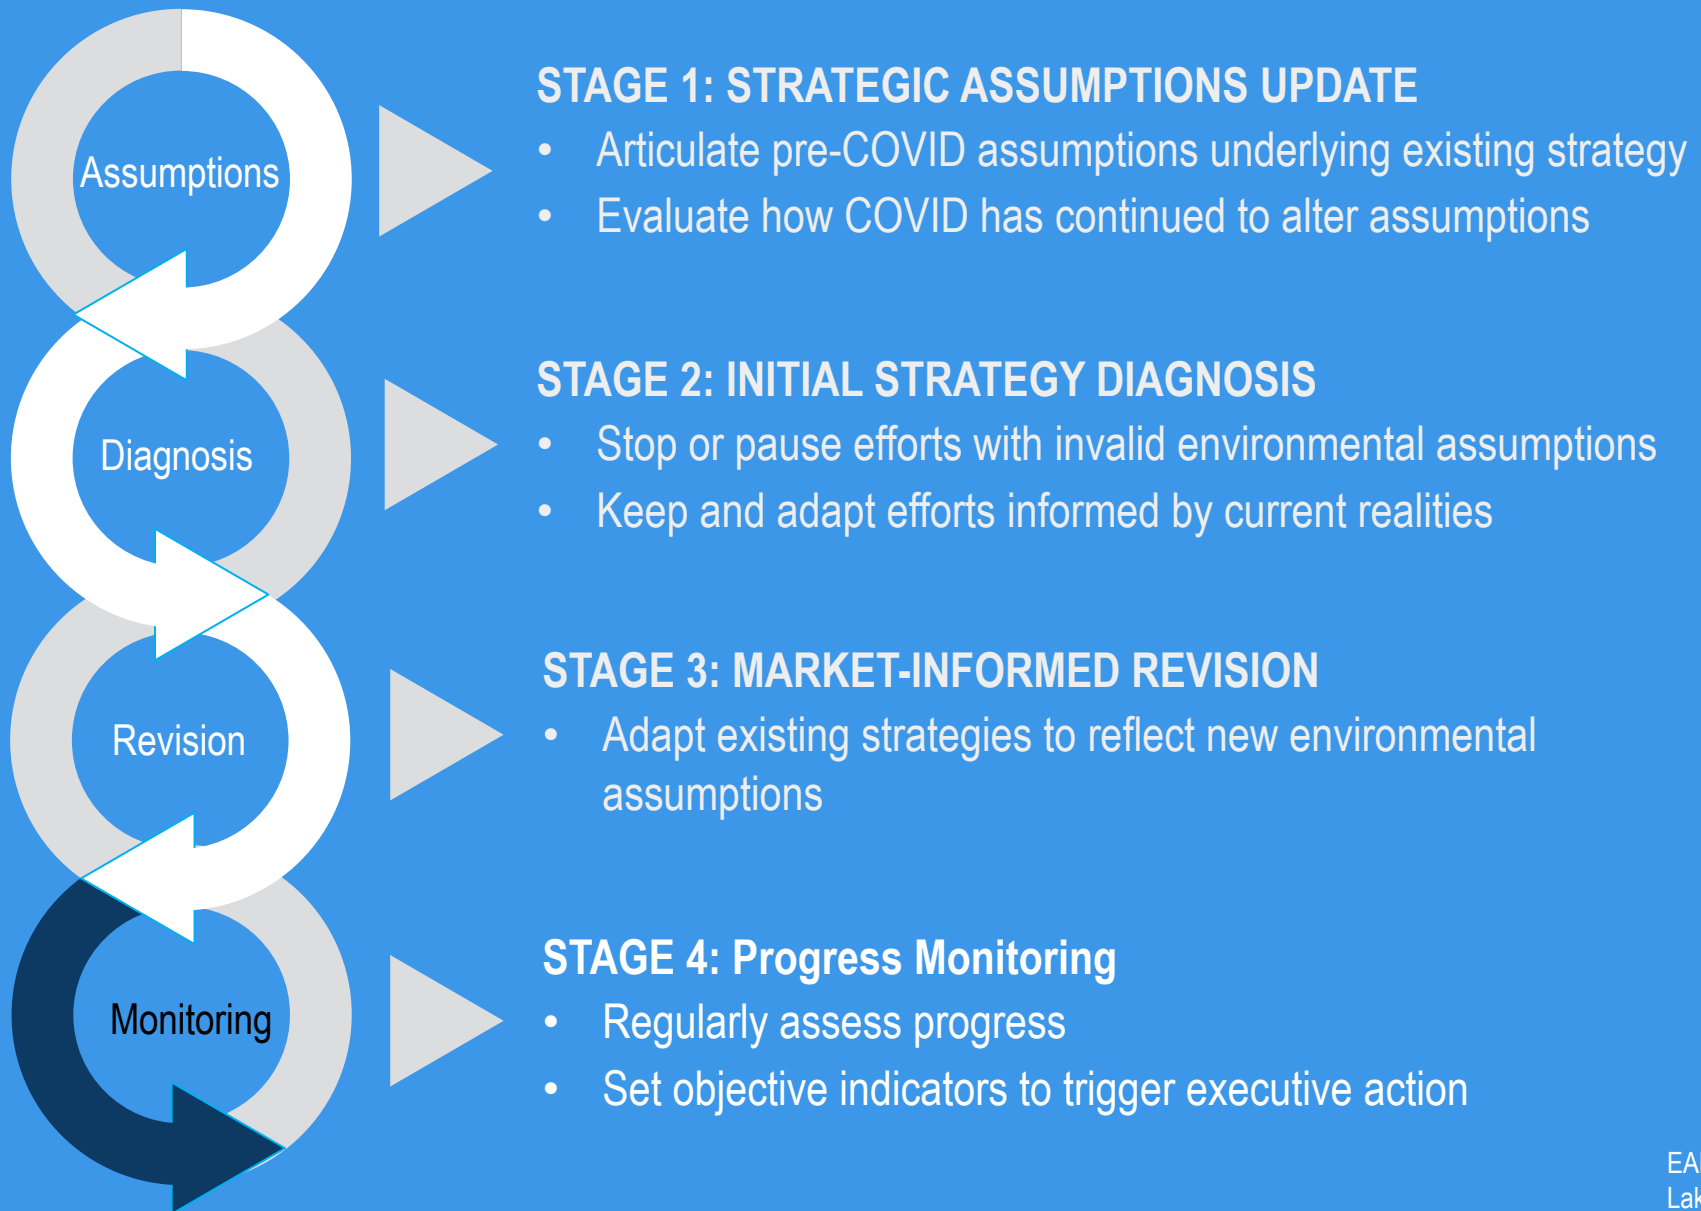 Assumptions
STAGE 1: STRATEGIC ASSUMPTIONS UPDATE
• Articulate pre-COVID assumptions underlying existing strategy
• Evaluate how COVID has continued to alter assumptions
Diagnosis
STAGE 2: INITIAL STRATEGY DIAGNOSIS
• Stop or pause efforts with invalid environmental assumptions
• Keep and adapt efforts informed by current realities
Revision
STAGE 3: MARKET-INFORMED REVISION
• Adapt existing strategies to reflect new environmental
assumptions
Monitoring
STAGE 4: Progress Monitoring
• Regularly assess progress
• Set objective indicators to trigger executive action